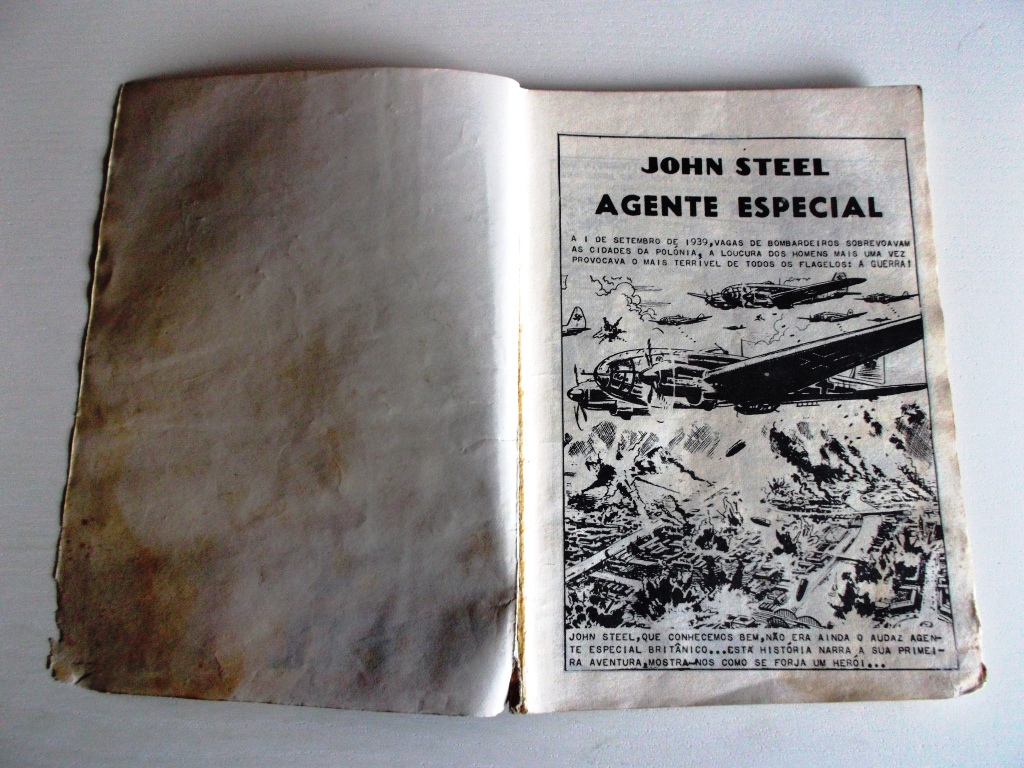 JOHN STEEL
AGENTE ESPECIAL
A 1 DE SETEMBRO DE 1939, VAGAS DE BOMBARDEIROS SOBREVOAVAM
AS CIDADES DA POLÓNIA, A LOUCURA DOS HOMENS MAIS UMA VEZ
PROVOCAVA O MAIS TERRÍVEL DE TODOS OS FLAGELOS: A GUERRA!
JOHN STEEL, QUE CONHECEMOS BEM, NÃO ERA AINDA O AUDAZ AGEN-
TE ESPECIAL BRITÂNICO...ESTA HISTÓRIA NARRA A SUA PRIMEI-
RA AVENTURA, MOSTRA-NOS COMO SE FORJA UM HERÓI...